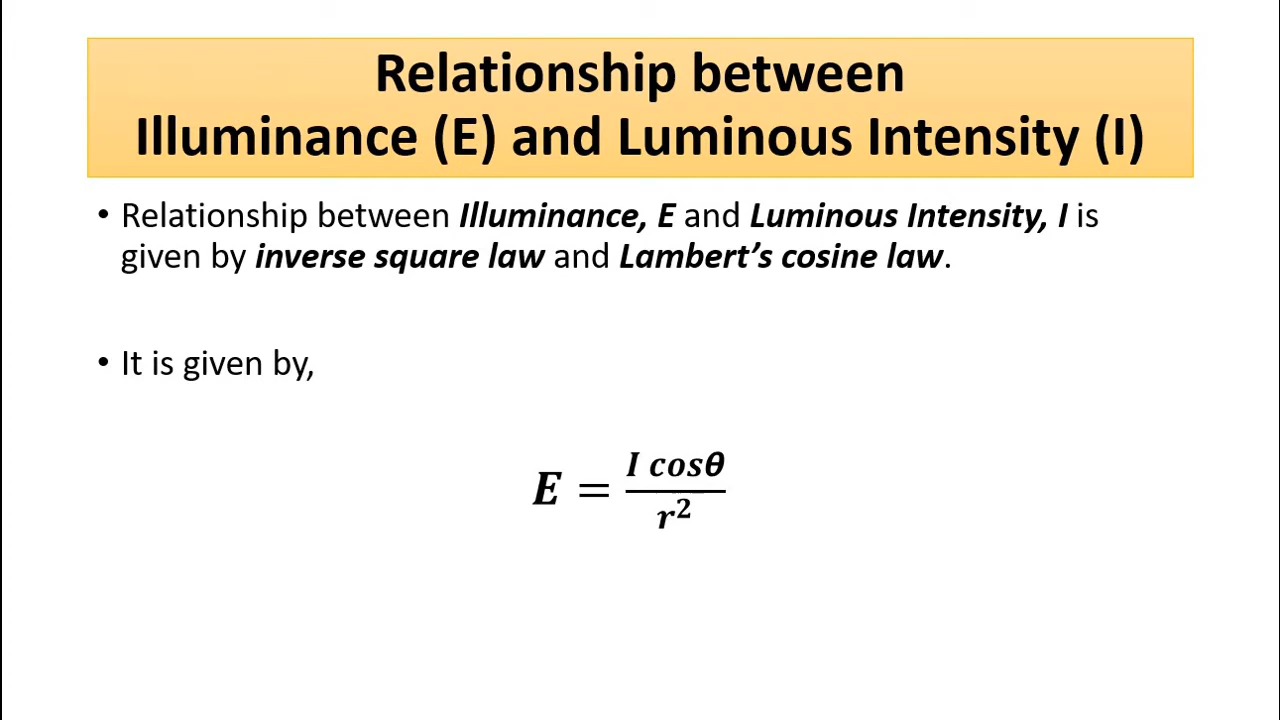 Relationship between
Illuminance (E) and Luminous Intensity (I)
• Relationship between Illuminance, E and Luminous Intensity, I is
given by inverse square law and Lambert’s cosine law.
• It is given by,
E = I cosθ / r²